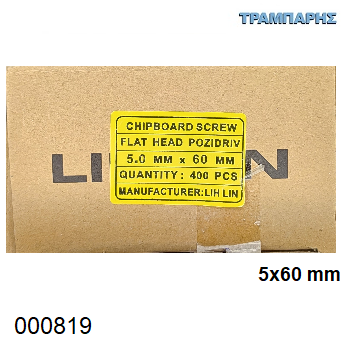 ΤΡΑΜΠΑΡΗΣ
CHIPBOARD SCREW
FLAT HEAD POZIDRIV
5.0 MM x 60 MM
QUANTITY: 400 PCS
MANUFACTURER:LIH LIN
LI N
5x60 mm
000819